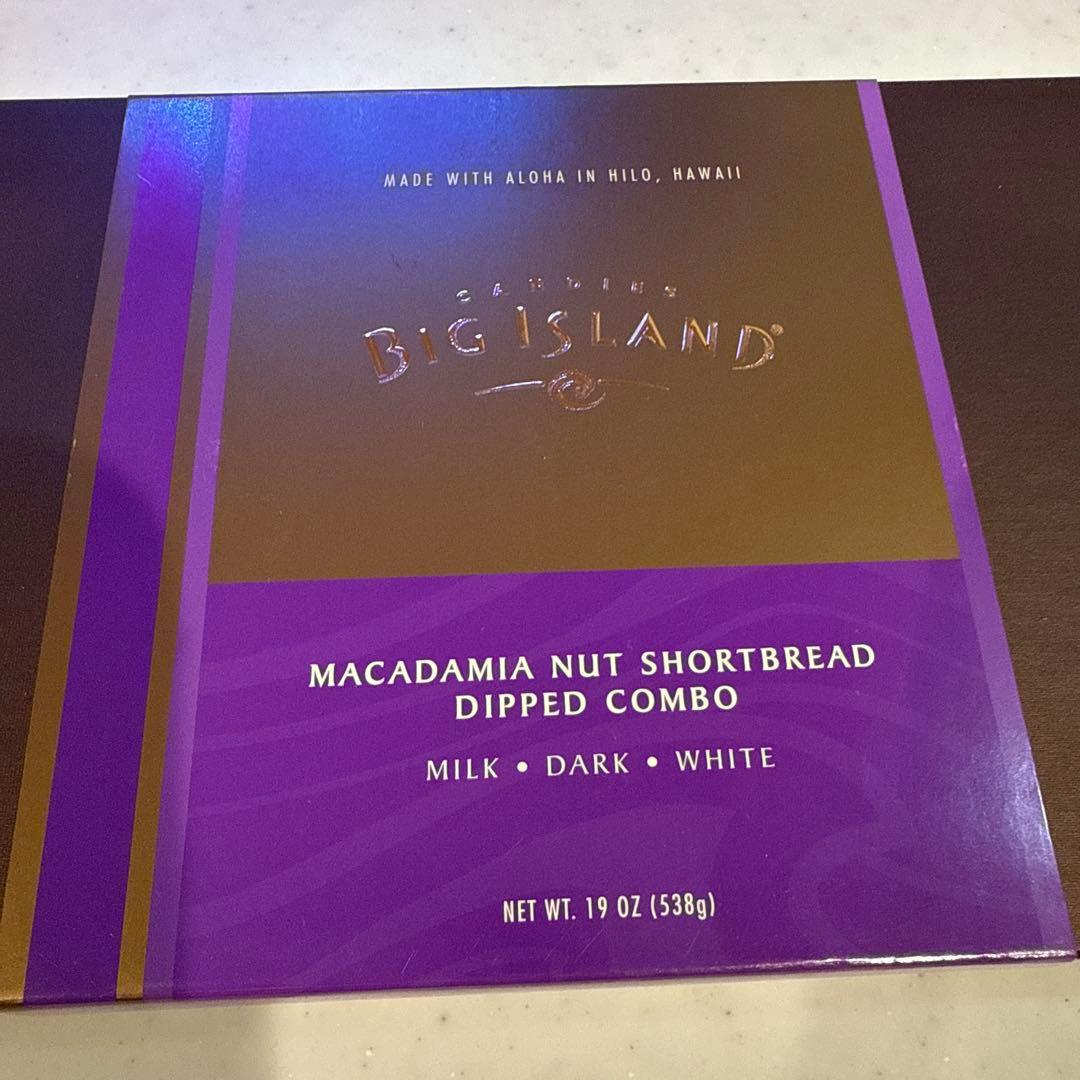 MADE WITH ALOHA IN HILO, HAWAII
CANDIES
BIG ISLAND®
MACADAMIA NUT SHORTBREAD
DIPPED COMBO
MILK • DARK • WHITE
NET WT. 19 OZ (538g)